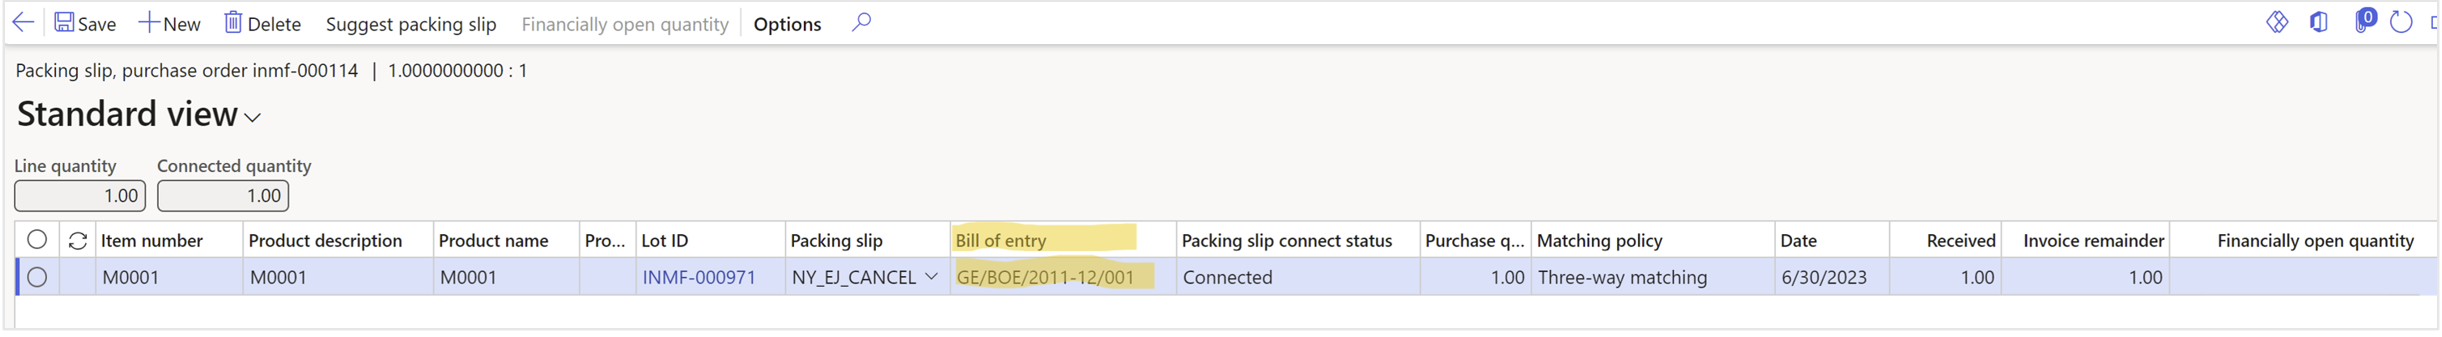 Save New Delete Suggest packing slip Financially open quantity Options 0
Packing slip, purchase order inmf-000114 | 1.0000000000 : 1
Standard view
Line quantity Connected quantity
1.00 1.00
Item number Product description Product name Pro... Lot ID Packing slip Bill of entry Packing slip connect status Purchase q... Matching policy Date Received Invoice remainder Financially open quantity
M0001 M0001 M0001 INMF-000971 NY_EJ_CANCEL GE/BOE/2011-12/001 Connected 1.00 Three-way matching 6/30/2023 1.00 1.00